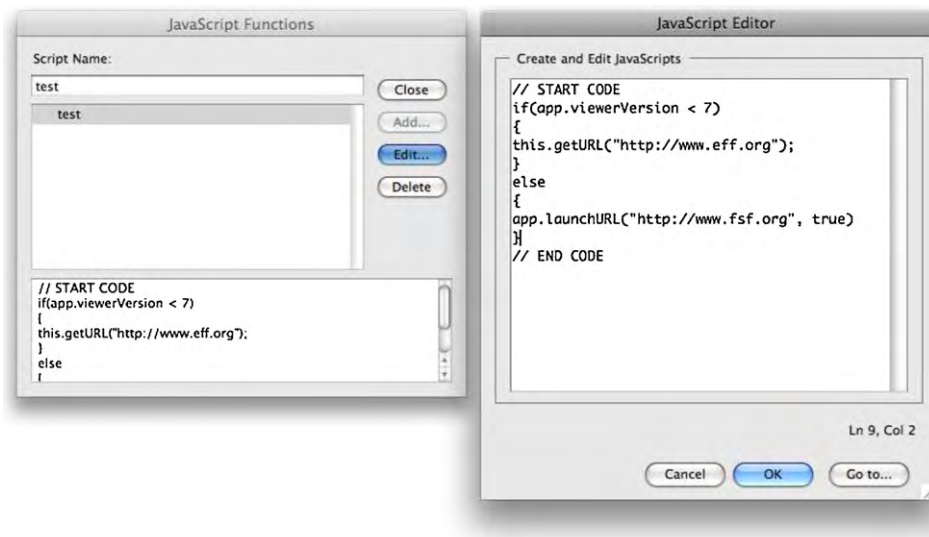 JavaScript Functions
Script Name:
test
test
Close
Add...
Edit...
Delete
// START CODE
if(app.viewerVersion < 7)
{
this.getURL("http://www.eff.org");
}
else
{
JavaScript Editor
Create and Edit JavaScripts
// START CODE
if(app.viewerVersion < 7)
{
this.getURL("http://www.eff.org");
}
else
{
app.launchURL("http://www.fsf.org", true)
}
// END CODE
Ln 9, Col 2
Cancel
OK
Go to...